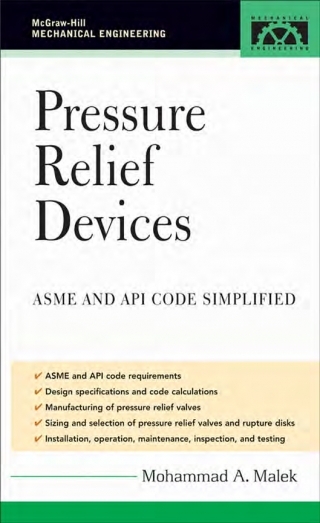 McGraw-Hill
MECHANICAL ENGINEERING
MECHANICAL
ENGINEERING
Pressure
Relief
Devices
ASME AND API CODE SIMPLIFIED
✔ ASME and API code requirements
✔ Design specifications and code calculations
✔ Manufacturing of pressure relief valves
✔ Sizing and selection of pressure relief valves and rupture disks
✔ Installation, operation, maintenance, inspection, and testing
Mohammad A. Malek